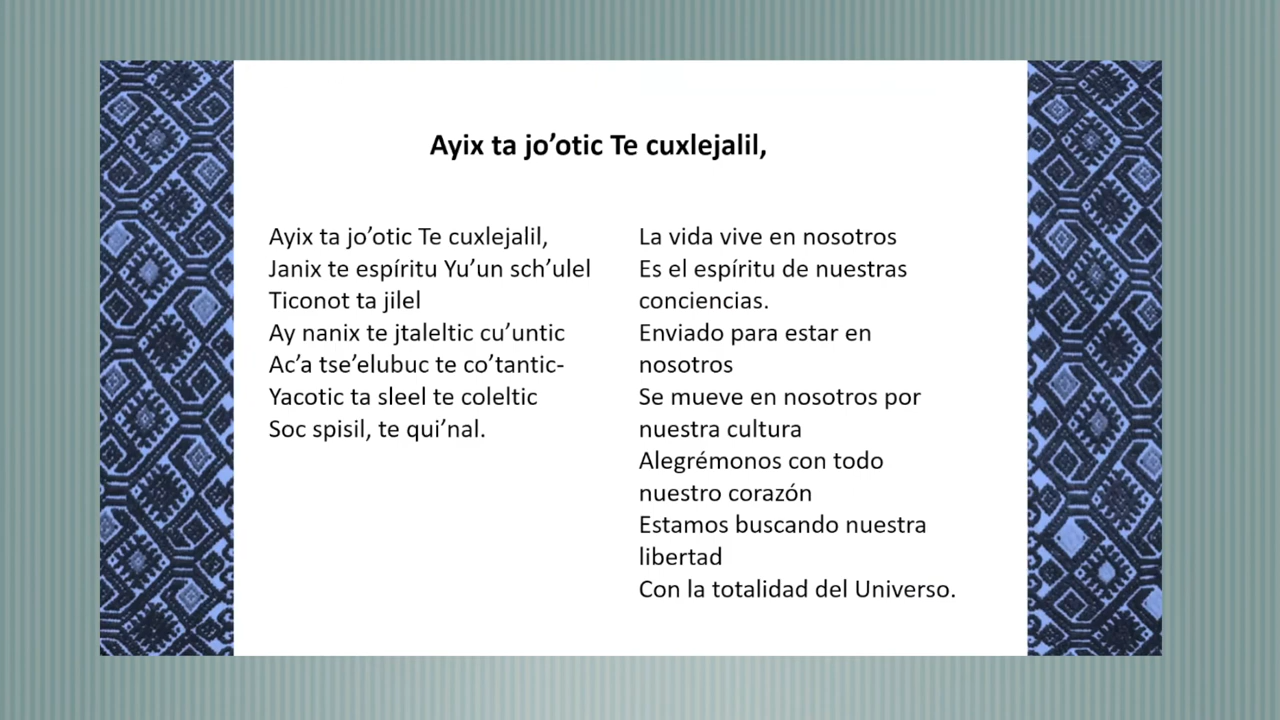 Ayix ta jo’otic Te cuxlejalil,
Ayix ta jo’otic Te cuxlejalil,
Janix te espíritu Yu’un sch’ulel
Ticonot ta jilel
Ay nanix te jtaleltic cu’untic
Ac’a tse’elubuc te co’tantic-
Yacotic ta sleel te coleltic
Soc spisil, te qui’nal.
La vida vive en nosotros
Es el espíritu de nuestras
conciencias.
Enviado para estar en
nosotros
Se mueve en nosotros por
nuestra cultura
Alegrémonos con todo
nuestro corazón
Estamos buscando nuestra
libertad
Con la totalidad del Universo.